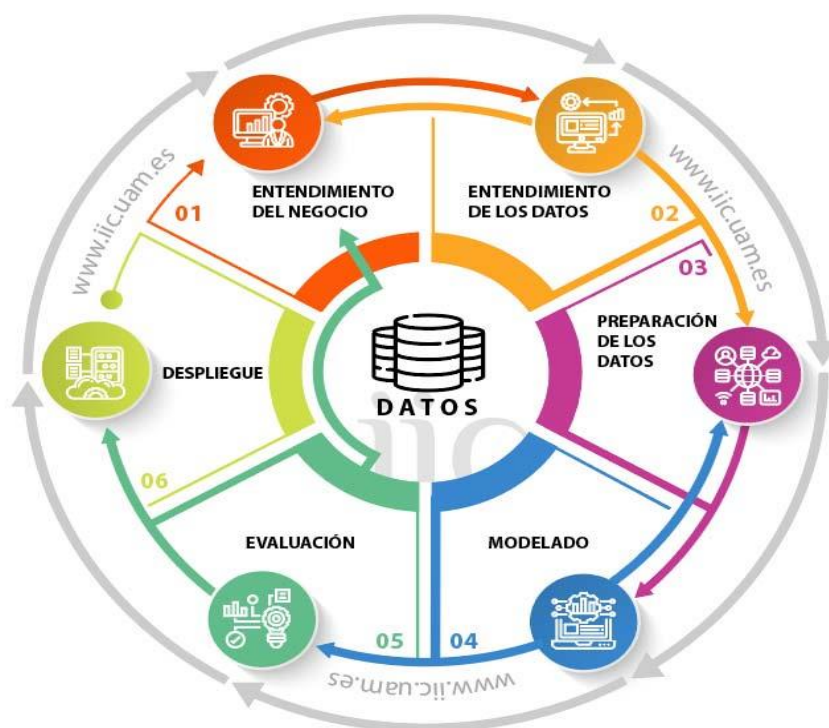 www.iic.uam.es
www.iic.uam.es
01
ENTENDIMIENTO
DEL NEGOCIO
ENTENDIMIENTO
DE LOS DATOS
02
03
PREPARACIÓN
DE LOS
DATOS
DESPLIEGUE
DATOS
iic
06
EVALUACIÓN
MODELADO
05
04
www.iic.uam.es